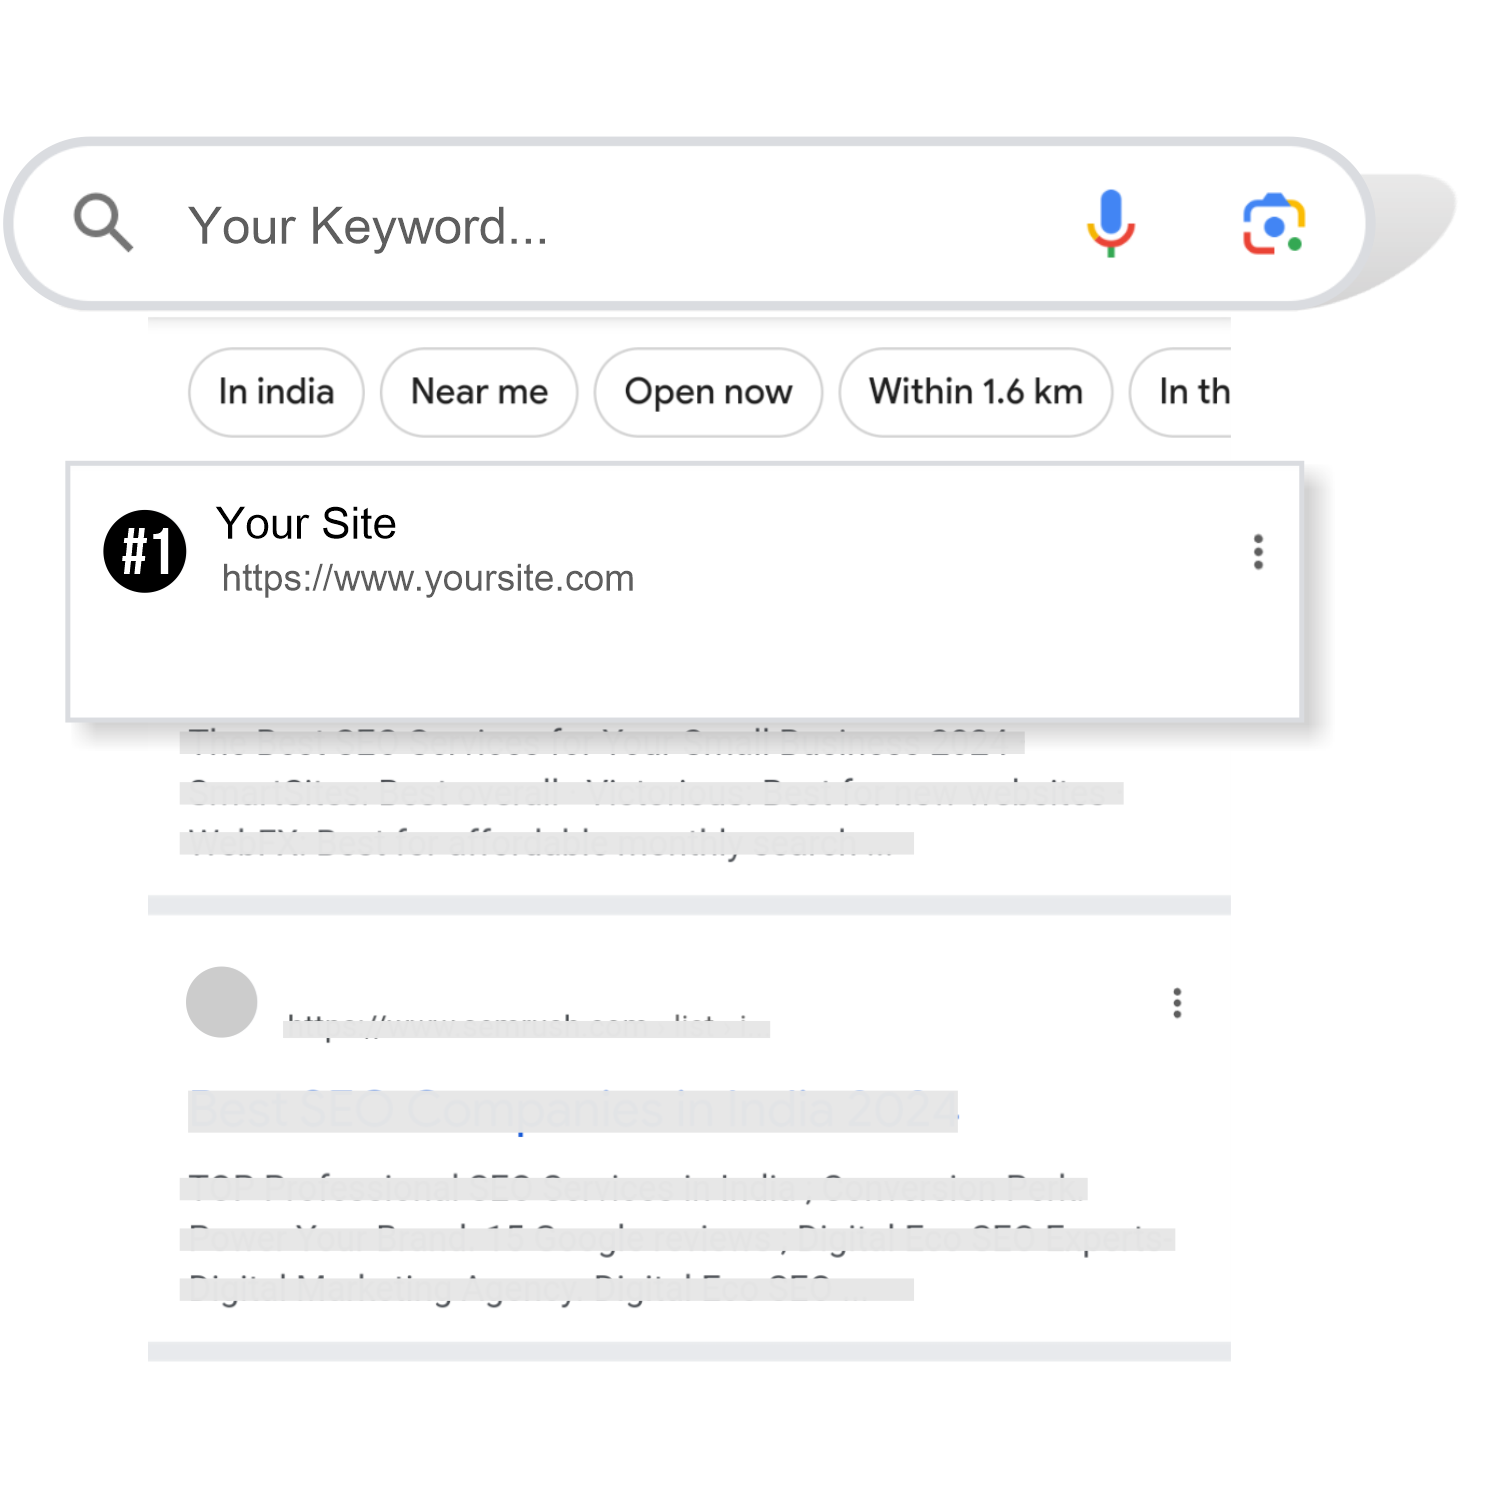 Your Keyword...
In india Near me Open now Within 1.6 km In th
#1 Your Site
https://www.yoursite.com
The Best SEO Services for Your Small Business 2024
SmartSites: Best overall · Victorious: Best for new websites
WebFX: Best for affordable monthly search ...
https://www.semrush.com
Best SEO Companies in India 2024
TOP Professional SEO Services in India , Conversion Perk.
Power Your Brand. 15 Google reviews , Digital Eco SEO Experts
Digital Marketing Agency. Digital Eco SEO ...